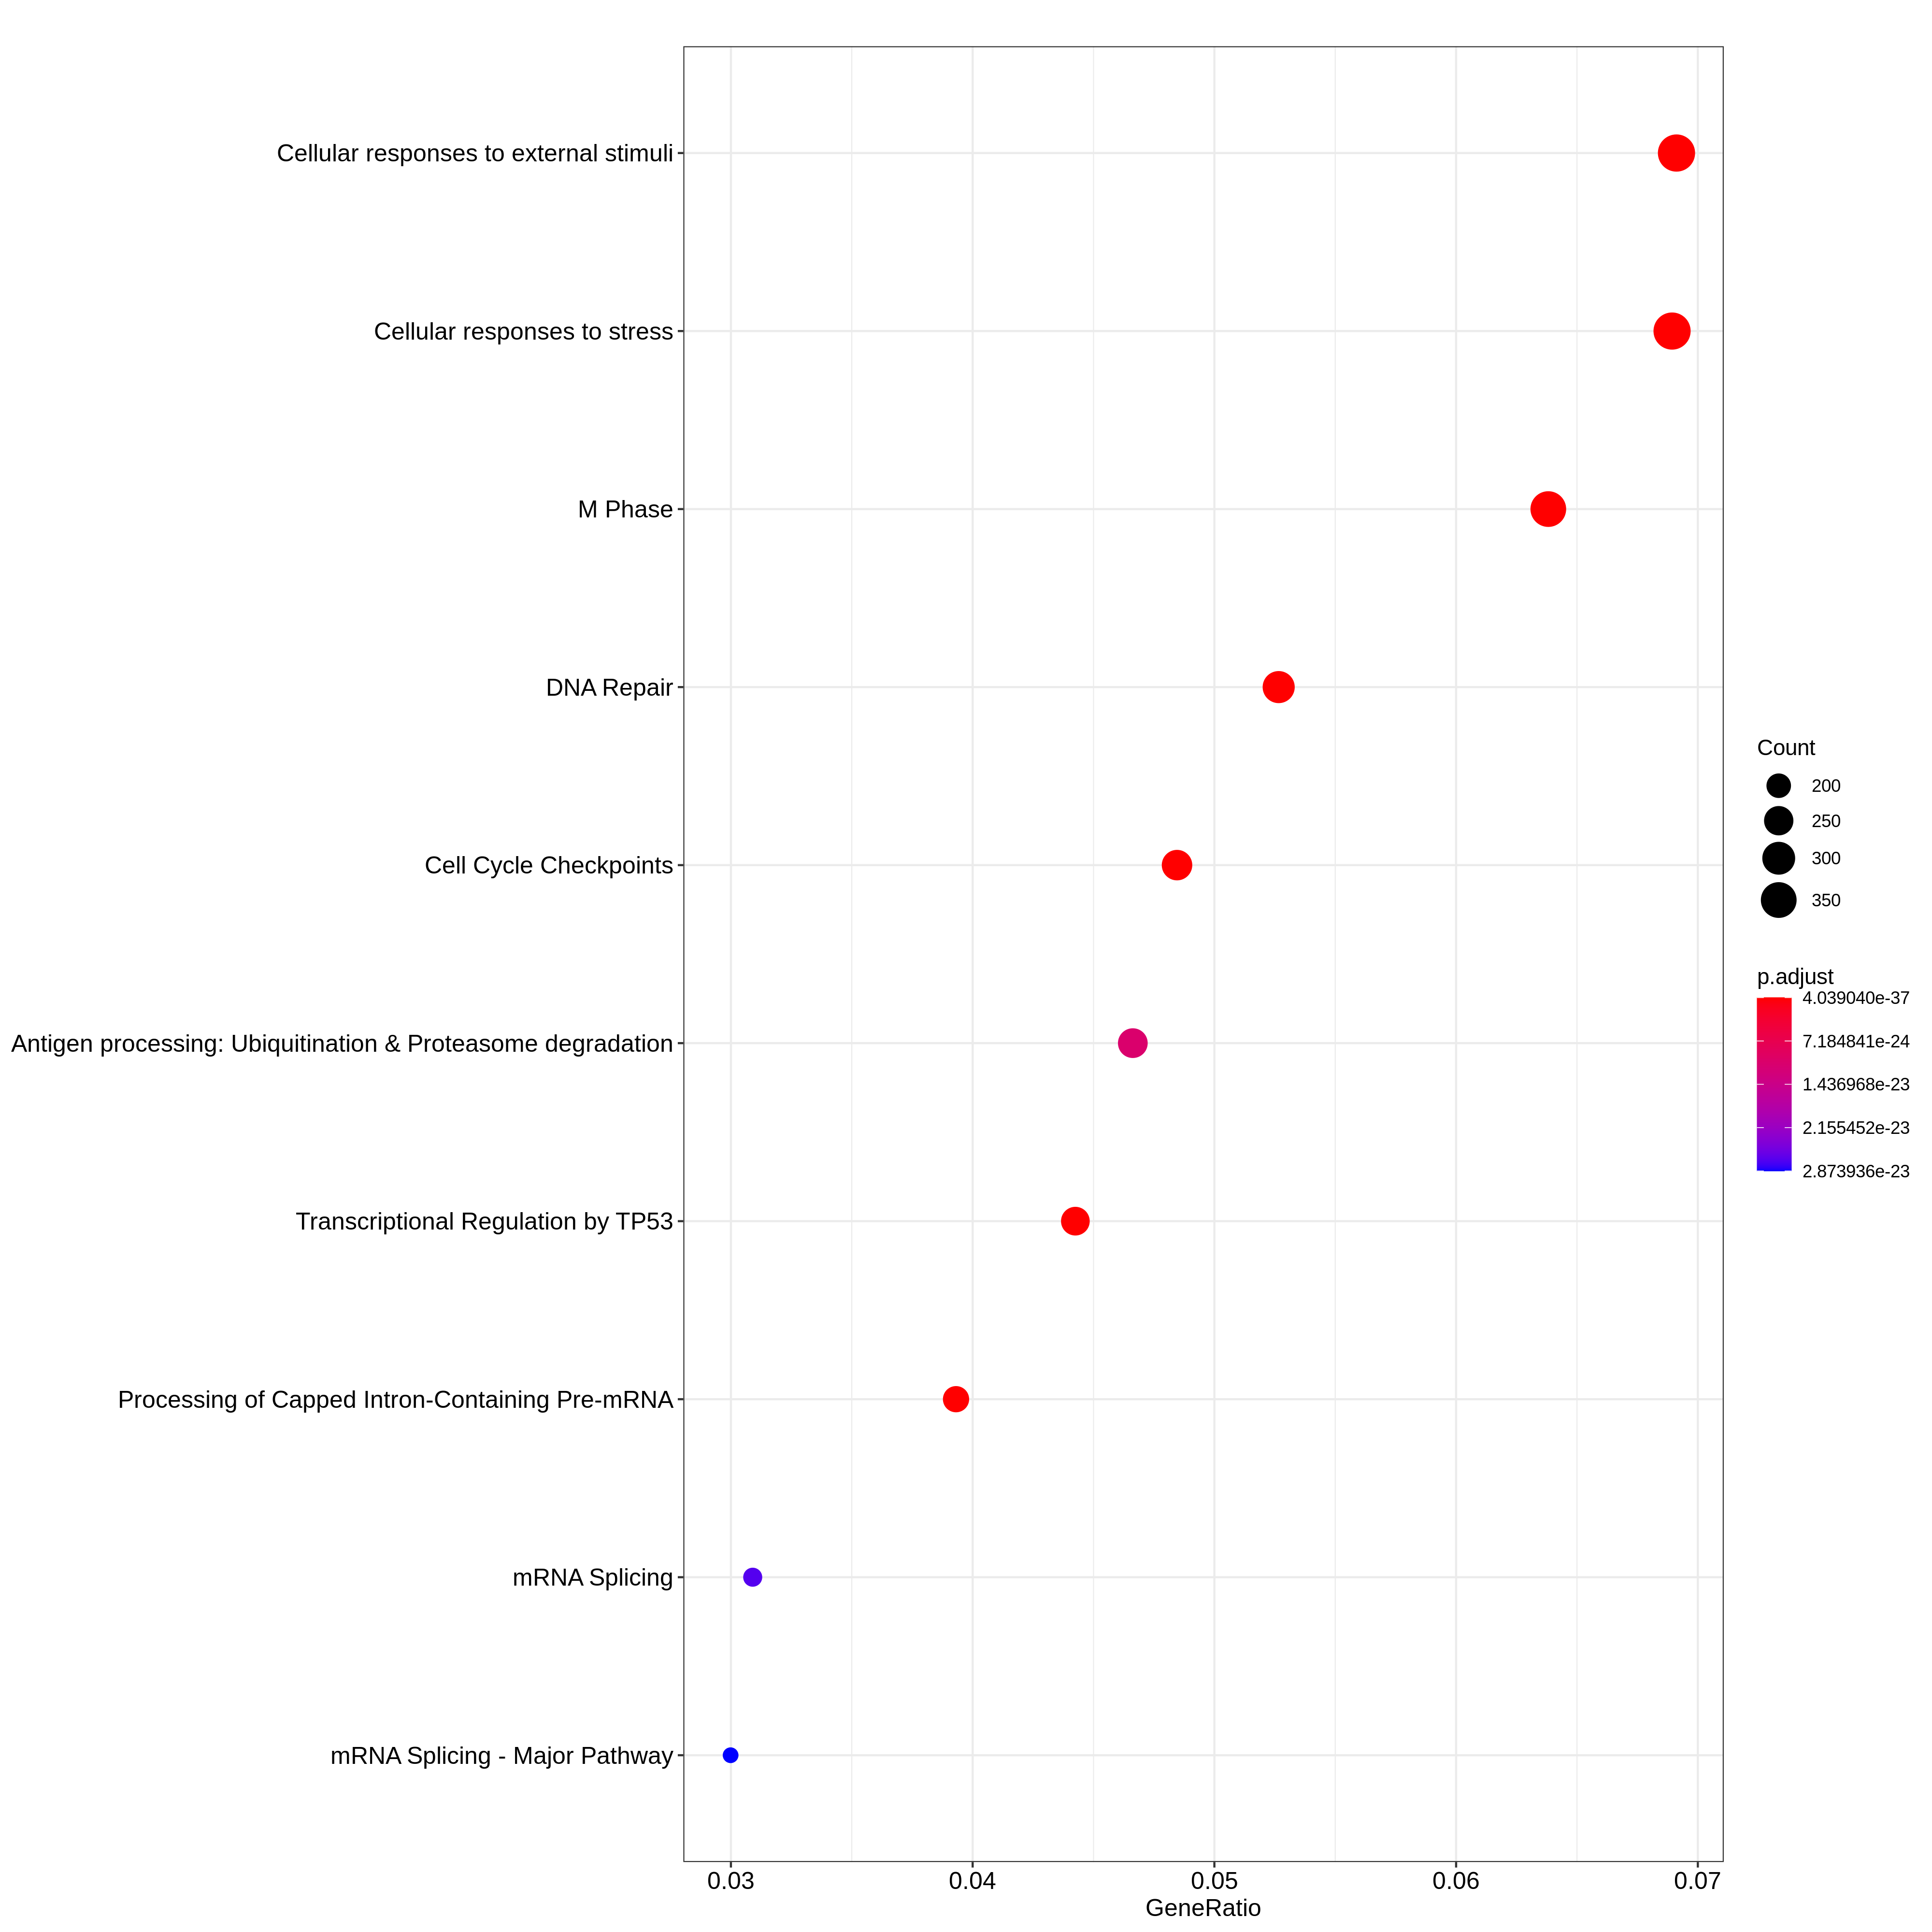 Cellular responses to external stimuli
Cellular responses to stress
M Phase
DNA Repair
Cell Cycle Checkpoints
Antigen processing: Ubiquitination & Proteasome degradation
Transcriptional Regulation by TP53
Processing of Capped Intron-Containing Pre-mRNA
mRNA Splicing
mRNA Splicing - Major Pathway
0.03 0.04 0.05 0.06 0.07
GeneRatio
Count
200
250
300
350
p.adjust
4.039040e-37
7.184841e-24
1.436968e-23
2.155452e-23
2.873936e-23